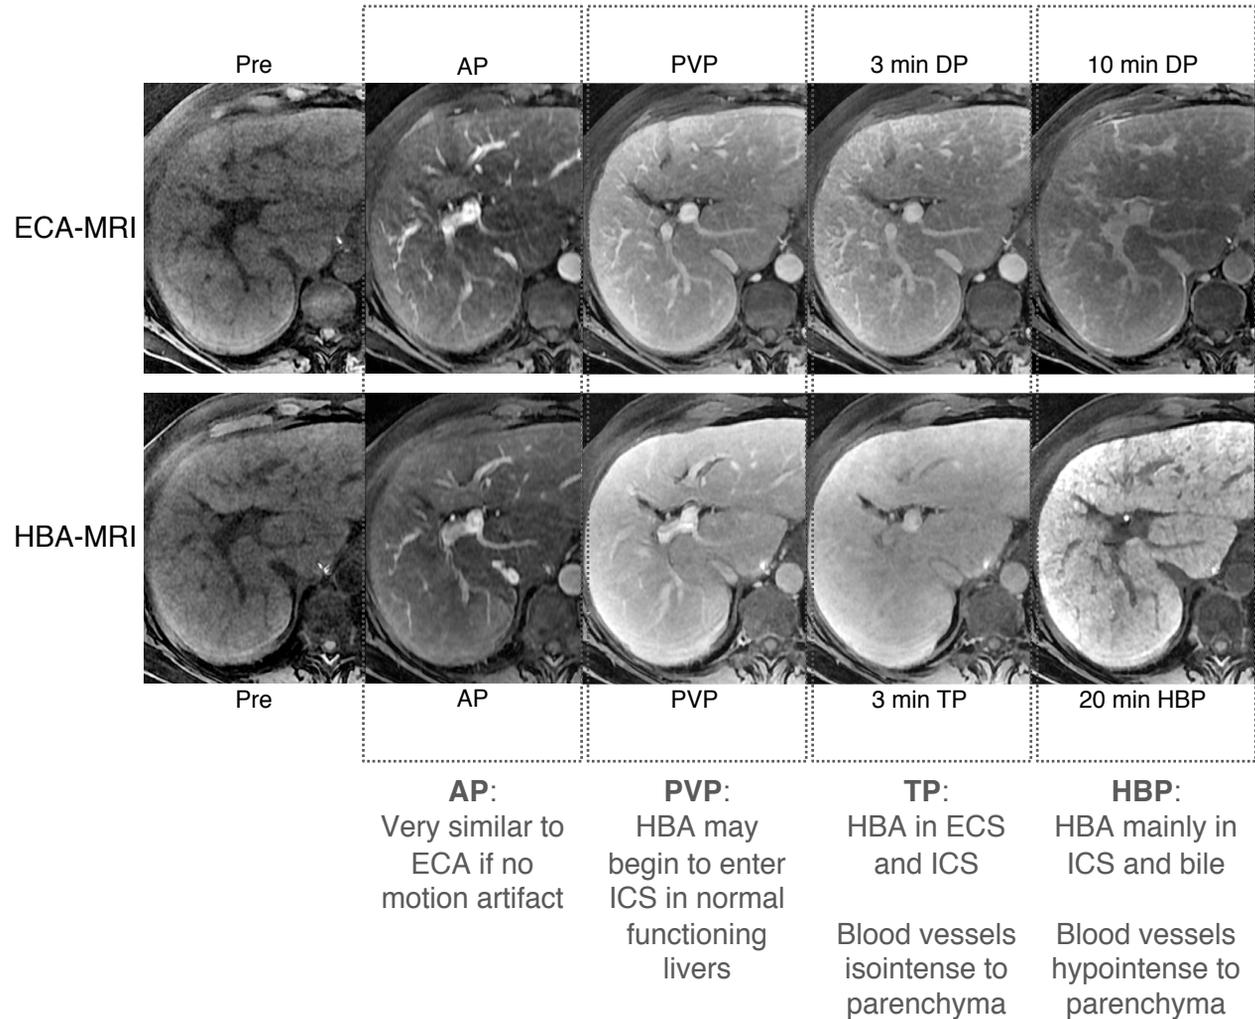 Pre
AP
PVP
3 min DP
10 min DP
ECA-MRI
HBA-MRI
Pre
AP
PVP
3 min TP
20 min HBP
AP:
Very similar to
ECA if no
motion artifact
PVP:
HBA may
begin to enter
ICS in normal
functioning
livers
TP:
HBA in ECS
and ICS
Blood vessels
isointense to
parenchyma
HBP:
HBA mainly in
ICS and bile
Blood vessels
hypointense to
parenchyma